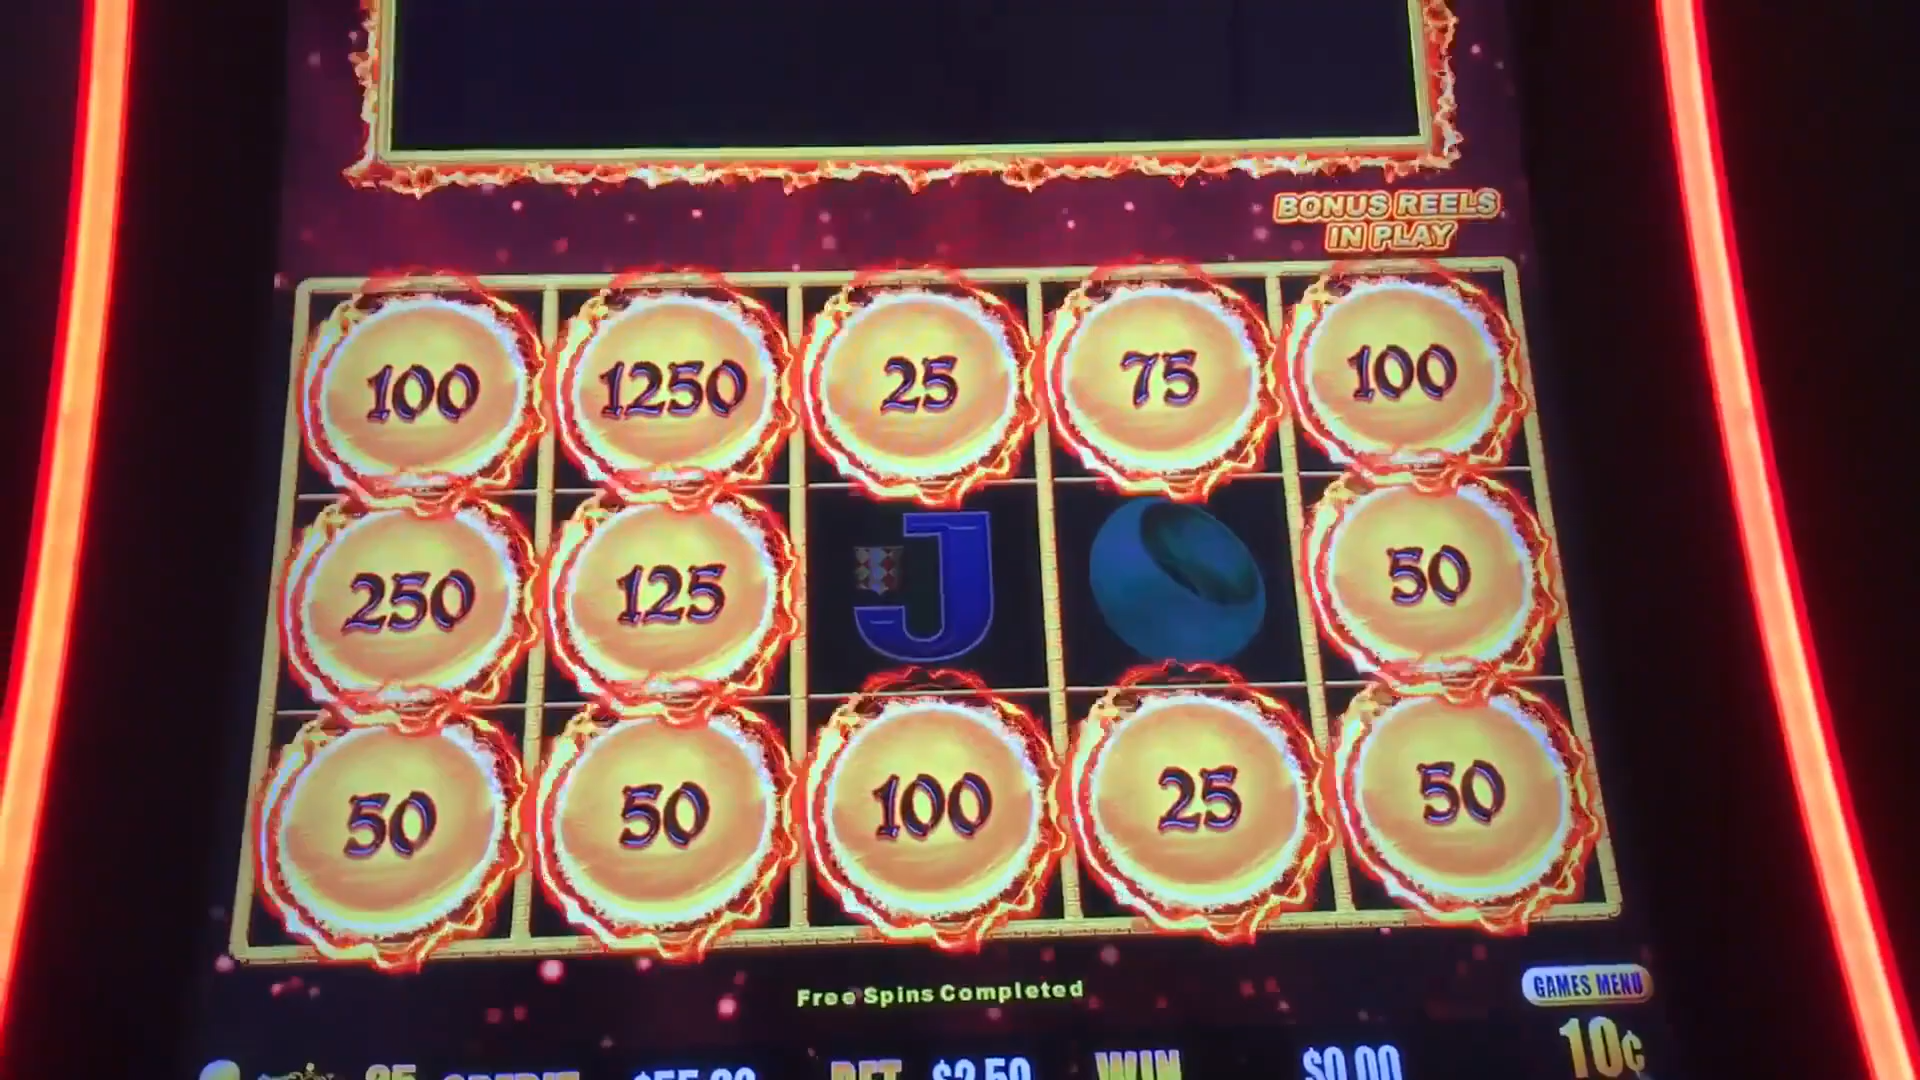 BONUS REELS
IN PLAY
100 1250 25 75 100
250 125 J 50
50 50 100 25 50
Free Spins Completed
GAMES MENU
10¢
BET $2.50 WIN $0.00